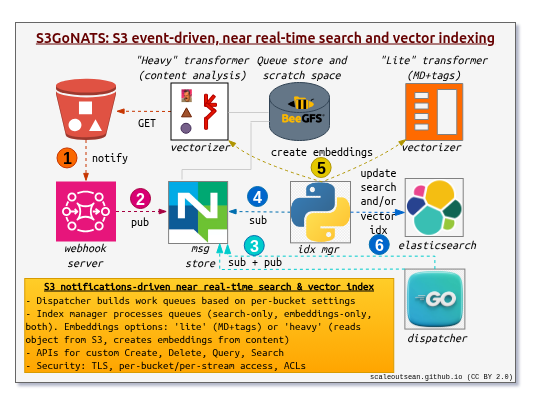 S3GoNATS: S3 event-driven, near real-time search and vector indexing
"Heavy" transformer
(content analysis)
Queue store and
scratch space
"Lite" transformer
(MD+tags)
GET
BeeGFS
vectorizer
vectorizer
create embeddings
1
notify
5
update
search
and/or
vector
idx
2
pub
4
sub
6
webhook
server
msg
store
idx mgr
elasticsearch
3
sub + pub
GO
dispatcher
S3 notifications-driven near real-time search & vector index
- Dispatcher builds work queues based on per-bucket settings
- Index manager processes queues (search-only, embeddings-only,
both). Embeddings options: 'lite' (MD+tags) or 'heavy' (reads
object from S3, creates embeddings from content)
- APIs for custom Create, Delete, Query, Search
- Security: TLS, per-bucket/per-stream access, ACLs
scaleoutsean.github.io (CC BY 2.0)